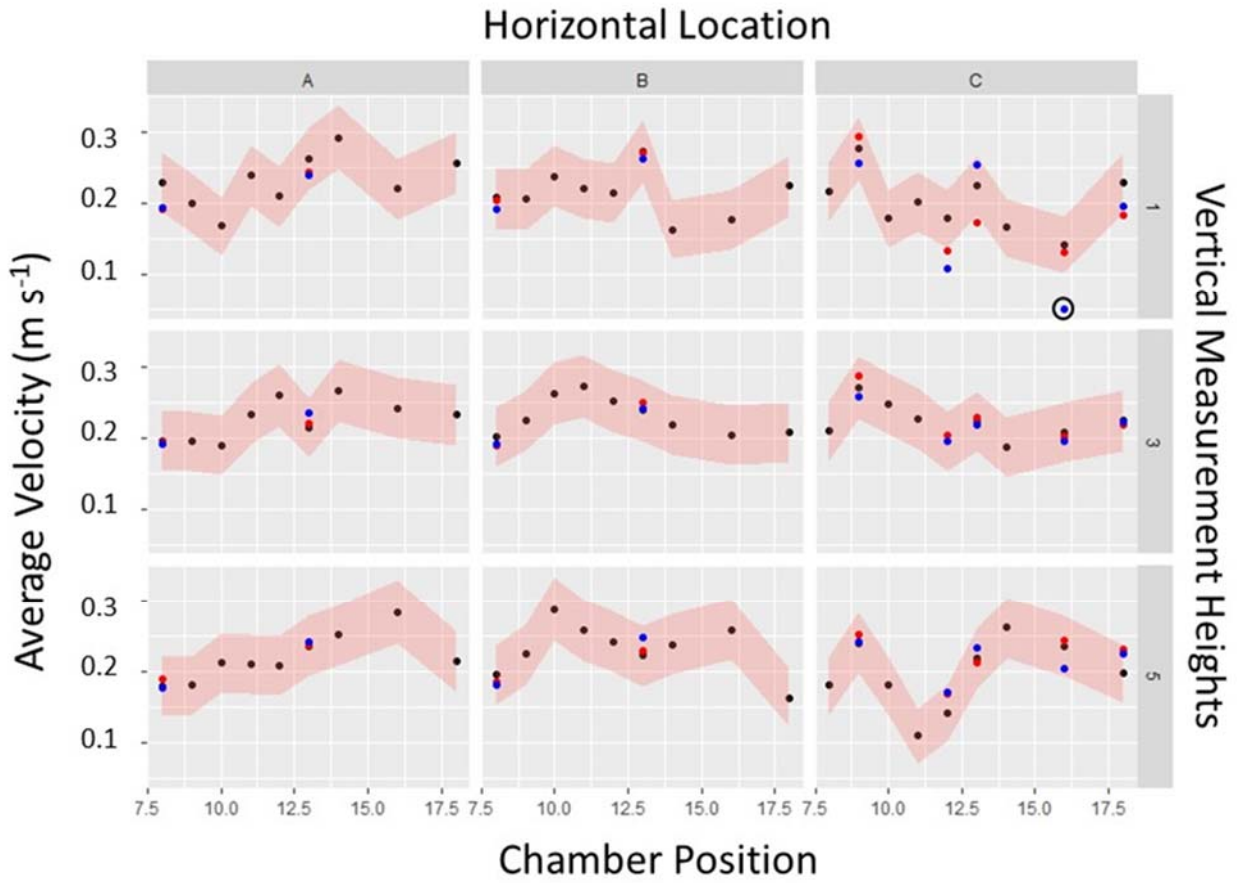 Horizontal Location
A B C
0.3
0.2
0.1
1
0.3
0.2
0.1
3
0.3
0.2
0.1
5
7.5 10.0 12.5 15.0 17.5 7.5 10.0 12.5 15.0 17.5 7.5 10.0 12.5 15.0 17.5
Chamber Position
Average Velocity (m s⁻¹)
Vertical Measurement Heights